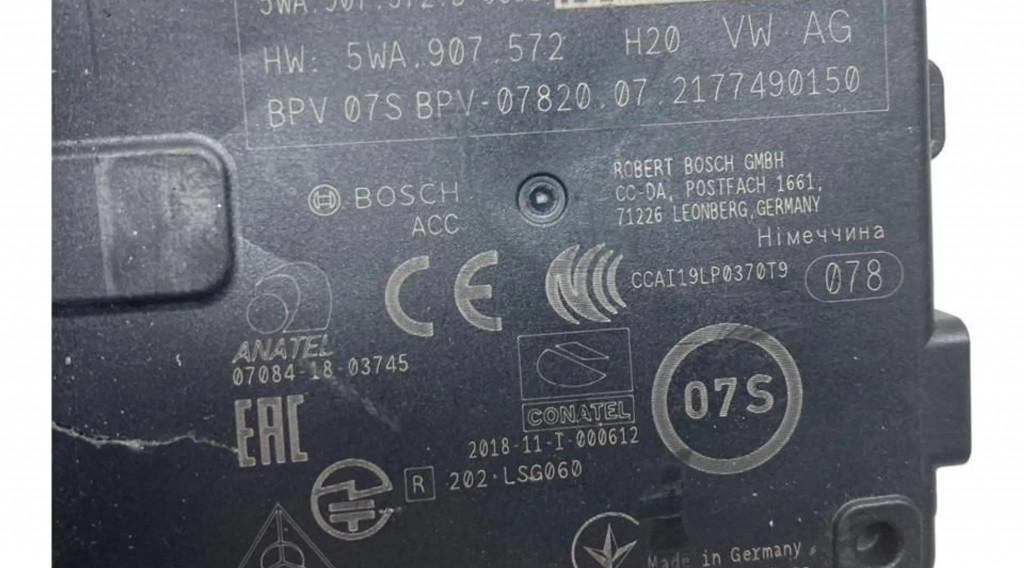 HW: 5WA.907.572 H20 VW AG
BPV 07S BPV-07820.07.2177490150
BOSCH
ACC
ROBERT BOSCH GMBH
CC-DA, POSTFACH 1661,
71226 LEONBERG,GERMANY
Німеччина
CE
CCAI19LP0370T9
078
ANATEL
07084-18-03745
CONATEL
07S
EAC
2018-11-I-000612
R 202-LSG060
Made in Germany